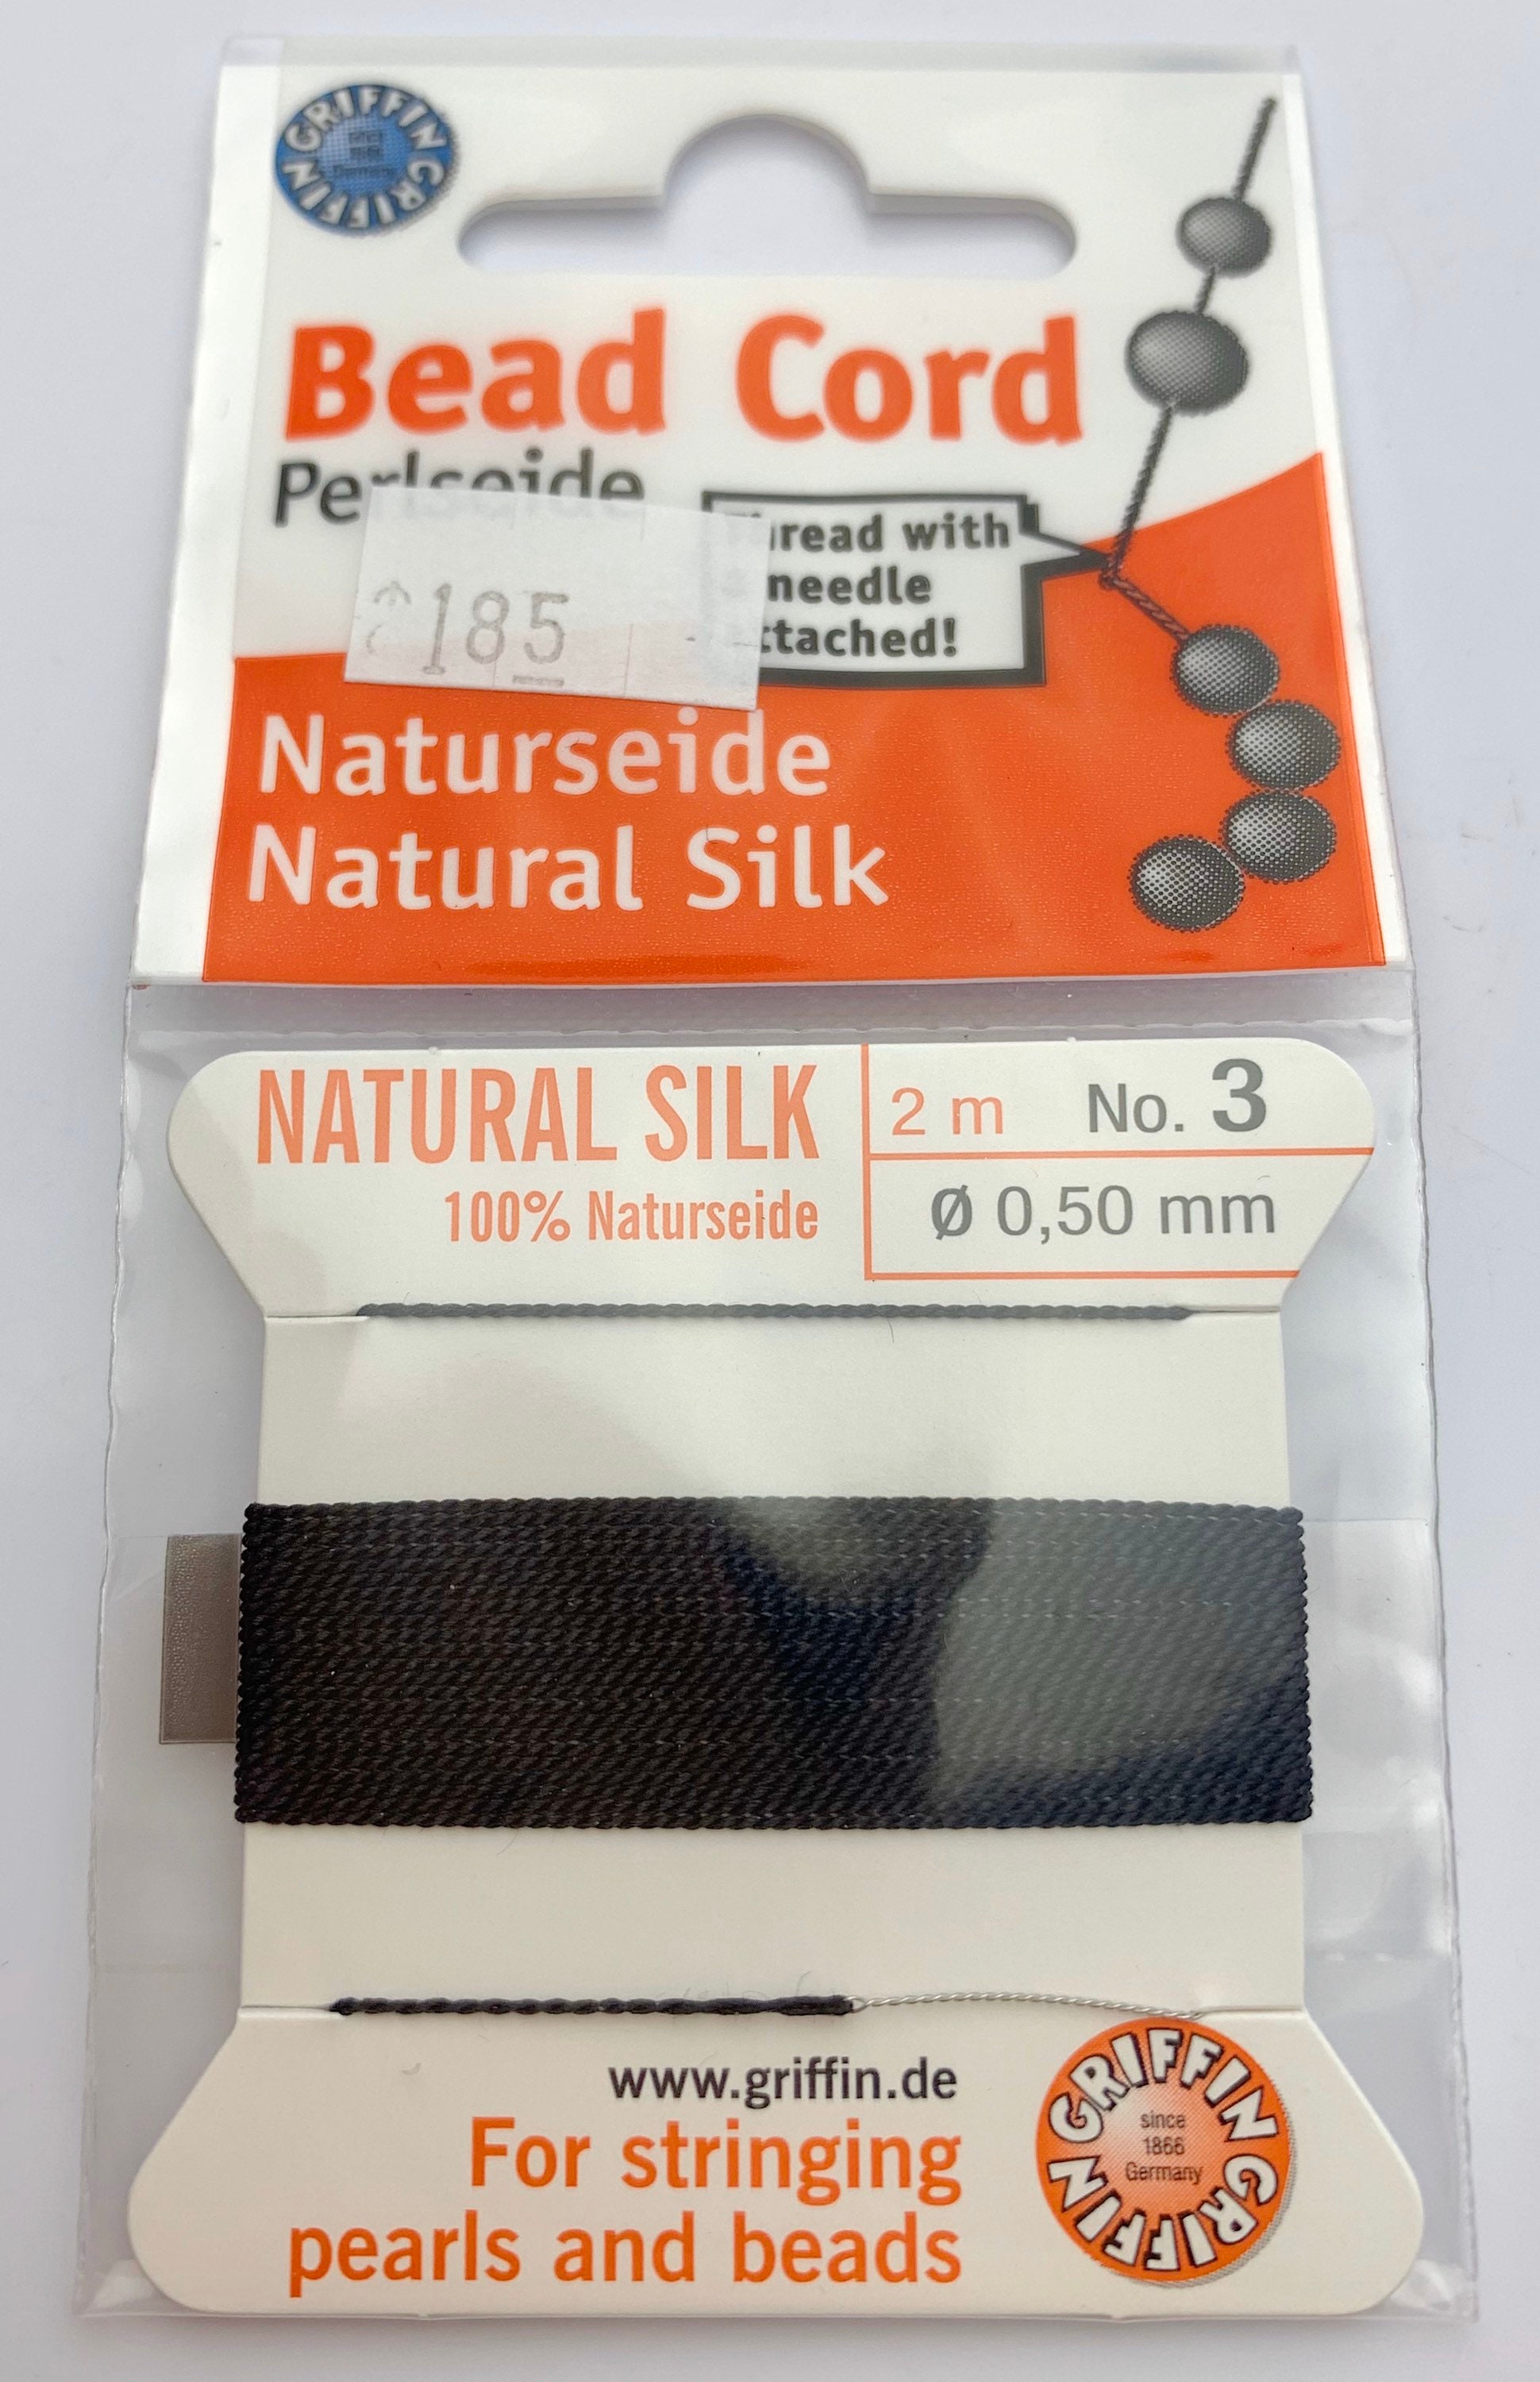 GRIFFIN GRIFFIN
Bead Cord
Perlseide
Thread with
needle
attached!
185
Naturseide
Natural Silk
NATURAL SILK
100% Naturseide
2 m No. 3
Ø 0,50 mm
www.griffin.de
For stringing
pearls and beads
GRIFFIN GRIFFIN
since
1866
Germany